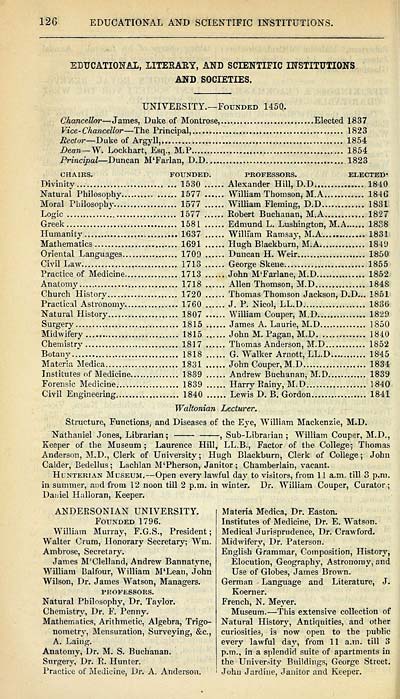 126 EDUCATIONAL AND SCIENTIFIC INSTITUTIONS.
EDUCATIONAL, LITERARY, AND SCIENTIFIC INSTITUTIONS
AND SOCIETIES.
UNIVERSITY.—Founded 1450.
Chancellor—James, Duke of Montrose,..............................Elected 1837
Vice-Chancellor—The Principal,.............................................. 1823
Rector—Duke of Argyll,.......................................................... 1854
Dean—W. Lockhart, Esq., M.P................................................ 1854
Principal—Duncan M'Farlan, D.D........................................... 1823
CHAIRS. FOUNDED. PROFESSORS. ELECTED
Divinity.............................. 1530 ...... Alexander Hill, D.D............... 1840
Natural Philosophy................ 1577 ...... William Thomson, M.A............ 1846
Moral Philosophy.................. 1577 ...... William Fleming, D.D............. 1831
Logic ................................. 1577 ...... Robert Buchanan, M.A............ 1827
Greek ................................. 1581 ...... Edmund L. Lushington, M.A...... 1838
Humanity............................. 1637 ...... William Ramsay, M.A.............. 1831
Mathematics......................... 1691 ...... Hugh Blackburn, M.A.............. 1849
Oriental Languages................ 1709 ...... Duncan H. Weir..................... 1850
Civil Law............................. 1713 ...... George Skene........................ 1855
Practice of Medicine............... 1713 ...... John M'Farlane, M.D............... 1852
Anatomy.............................. 1718 ...... Allen Thomson, M.D............... 1848
Church History..................... 1720 ...... Thomas Thomson Jackson, D.D... 1851
Practical Astronomy............... 1760 ...... J. P. Nicol, LL.D................... 1836
Natural History..................... 1807 ...... William Couper, M.D.............. 1829
Surgery ............................... 1815 ...... James A. Laurie, M.D............. 1850
Midwifery ............................ 1815 ...... John M. Pagan, M.D............... 1840
Chemistry ............................ 1817 ...... Thomas Anderson, M.D........... 1852
Botany................................. 1818 ...... G. Walker Arnott, LL.D........... 1845
Materia Medica...................... 1831 ...... John Couper, M.D.................. 1834
Institutes of Medicine............. 1839 ...... Andrew Buchanan, M.D........... 1839
Forensic Medicine.................. 1839 ...... Harry Rainy, M.D.................. 1840
Civil Engineering................... 1840 ...... Lewis D. B. Gordon................ 1841
Waltonian Lecturer.
Structure, Functions, and Diseases of the Eye, William Mackenzie, M.D.
Nathaniel Jones, Librarian; —— ——, Sub-Librarian; William Couper, M.D.,
Keeper of the Museum; Laurence Hill, LL.B., Factor of the College; Thomas
Anderson, M.D., Clerk of University; Hugh Blackburn, Clerk of College; John
Calder, Bedellus; Lachlan M'Pherson, Janitor; Chamberlain, vacant.
Hunterian Museum.—Open every lawful day to visitors, from 11 a.m. till 3 p.m.
in summer, and from 12 noon till 2 p.m. in winter. Dr. William Couper, Curator;
Daniel Halloran, Keeper.
ANDERSONIAN UNIVERSITY.
Founded 1796.
William Murray, F.G.S., President;
Walter Crum, Honorary Secretary; Wm.
Ambrose, Secretary.
James M'Clelland, Andrew Bannatyne,
William Balfour, William M'Lean, John
Wilson, Dr. James Watson, Managers.
PROFESSORS.
Natural Philosophy, Dr. Taylor.
Chemistry, Dr. F. Penny.
Mathematics, Arithmetic, Algebra, Trigo-
nometry, Mensuration, Surveying, &c.,
A. Laing.
Anatomy, Dr. M. S. Buchanan.
Surgery, Dr. R. Hunter.
Practice of Medicine, Dr. A. Anderson.
Materia Medica, Dr. Easton.
Institutes of Medicine, Dr. E. Watson.
Medical Jurisprudence, Dr. Crawford.
Midwifery, Dr. Paterson.
English Grammar, Composition, History,
Elocution, Geography, Astronomy, and
Use of Globes, James Brown.
German Language and Literature, J.
Koerner.
French, N. Meyer.
Museum.—This extensive collection of
Natural History, Antiquities, and other
curiosities, is now open to the public
every lawful day, from 11 a.m. till 3
p.m., in a splendid suite of apartments in
the University Buildings, George Street.
John Jardine, Janitor and Keeper.